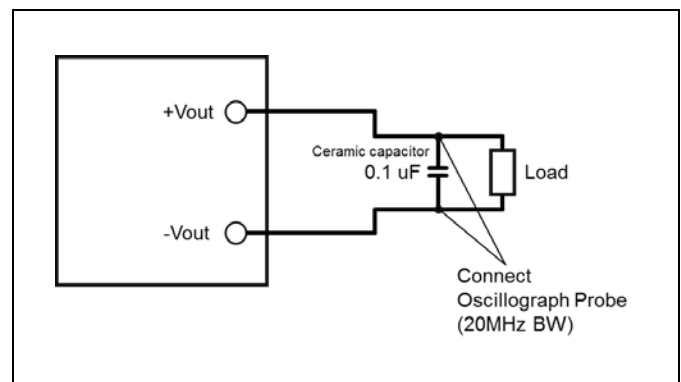 +Vout
Ceramic capacitor
0.1 uF
Load
-Vout
Connect
Oscillograph Probe
(20MHz BW)